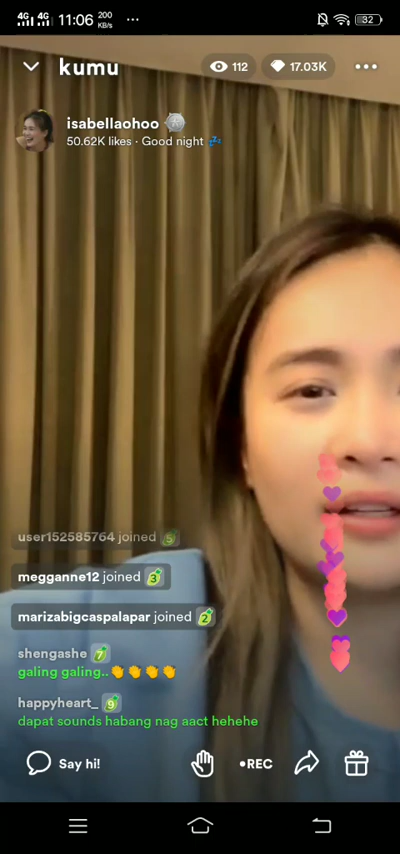 4G 4G 11:06 200 KB/s ... 32
kumu 112 17.03K
isabellaohoo
50.62K likes · Good night 💤
user152585764 joined 5
megganne12 joined 3
marizabigcaspalapar joined 2
shengashe 7
galing galing..👏👏👏👏
happyheart_ 9
dapat sounds habang nag aact hehehe
Say hi! •REC